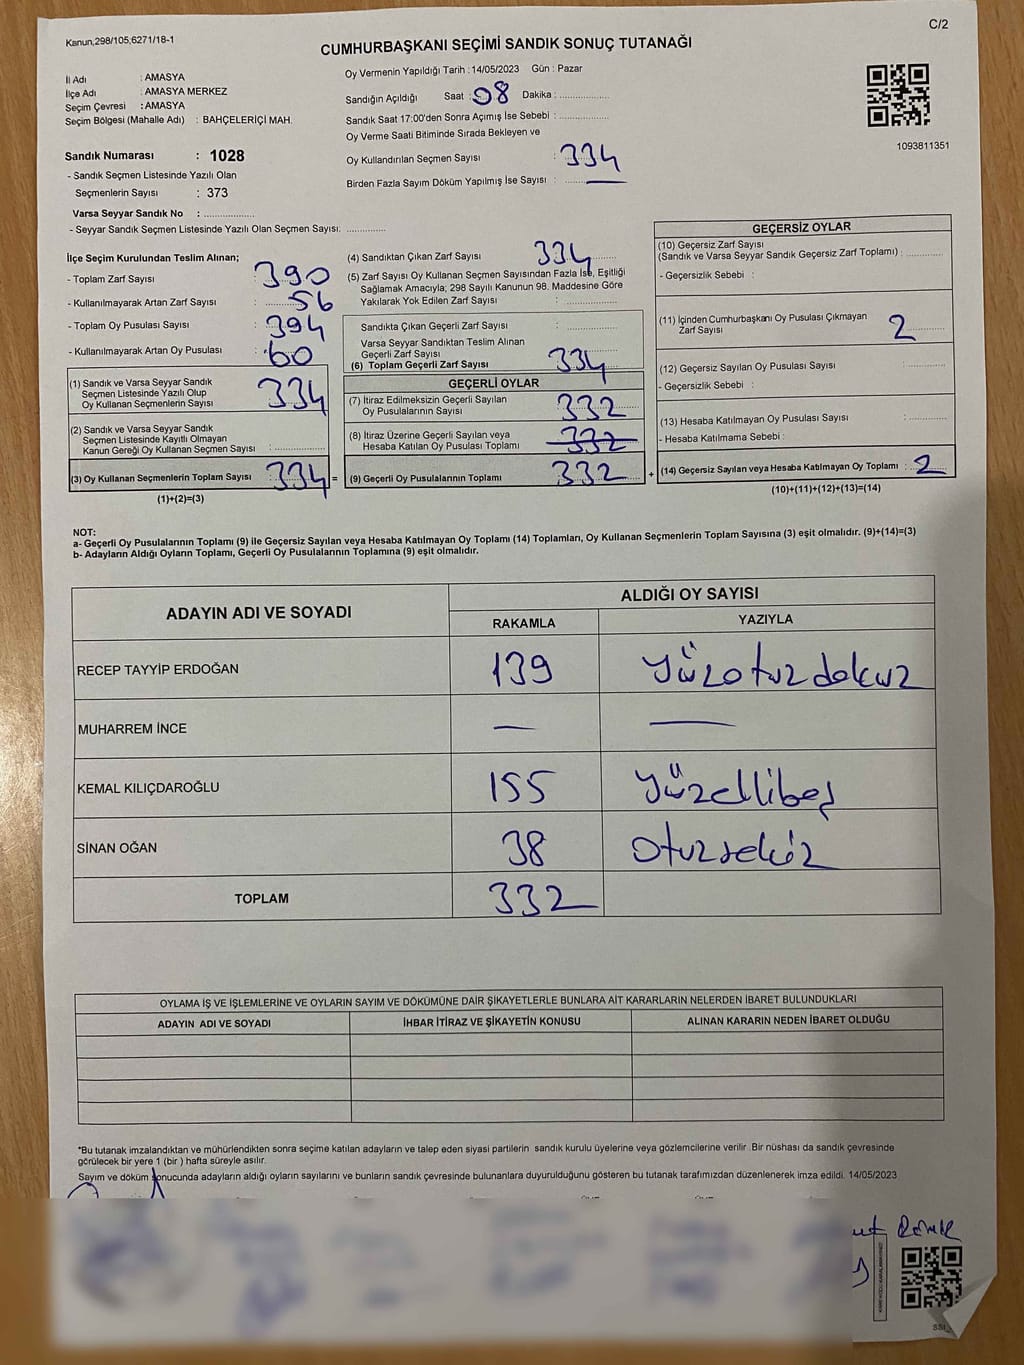 Kanun,298/105,6271/18-1
C/2
CUMHURBAŞKANI SEÇİMİ SANDIK SONUÇ TUTANAĞI
İl Adı : AMASYA
İlçe Adı : AMASYA MERKEZ
Seçim Çevresi : AMASYA
Seçim Bölgesi (Mahalle Adı) : BAHÇELERİÇİ MAH.
Sandık Numarası : 1028
- Sandık Seçmen Listesinde Yazılı Olan
Seçmenlerin Sayısı : 373
Varsa Seyyar Sandık No : ..................
- Seyyar Sandık Seçmen Listesinde Yazılı Olan Seçmen Sayısı: .............
Oy Vermenin Yapıldığı Tarih : 14/05/2023 Gün : Pazar
Sandığın Açıldığı Saat : 08 Dakika : ..................
Sandık Saat 17:00'den Sonra Açımış İse Sebebi : ..................
Oy Verme Saati Bitiminde Sırada Bekleyen ve
Oy Kullandırılan Seçmen Sayısı : 334
Birden Fazla Sayım Döküm Yapılmış İse Sayısı : —
1093811351
İlçe Seçim Kurulundan Teslim Alınan;
- Toplam Zarf Sayısı : 390
- Kullanılmayarak Artan Zarf Sayısı : 56
- Toplam Oy Pusulası Sayısı : 394
- Kullanılmayarak Artan Oy Pusulası : 60
(1) Sandık ve Varsa Seyyar Sandık
Seçmen Listesinde Yazılı Olup
Oy Kullanan Seçmenlerin Sayısı 334
(2) Sandık ve Varsa Seyyar Sandık
Seçmen Listesinde Kayıtlı Olmayan
Kanun Gereği Oy Kullanan Seçmen Sayısı : ..............
(3) Oy Kullanan Seçmenlerin Toplam Sayısı : 334 =
(1)+(2)=(3)
(4) Sandıktan Çıkan Zarf Sayısı : 334
(5) Zarf Sayısı Oy Kullanan Seçmen Sayısından Fazla İse, Eşitliği
Sağlamak Amacıyla; 298 Sayılı Kanunun 98. Maddesine Göre
Yakılarak Yok Edilen Zarf Sayısı : ..............
Sandıkta Çıkan Geçerli Zarf Sayısı : ..............
Varsa Seyyar Sandıktan Teslim Alınan
Geçerli Zarf Sayısı
(6) Toplam Geçerli Zarf Sayısı 334
GEÇERLİ OYLAR
(7) İtiraz Edilmeksizin Geçerli Sayılan
Oy Pusulalarının Sayısı : 332
(8) İtiraz Üzerine Geçerli Sayılan veya
Hesaba Katılan Oy Pusulası Toplamı : 332
(9) Geçerli Oy Pusulalarının Toplamı : 332 +
GEÇERSİZ OYLAR
(10) Geçersiz Zarf Sayısı
(Sandık ve Varsa Seyyar Sandık Geçersiz Zarf Toplamı) : ............
- Geçersizlik Sebebi :
(11) İçinden Cumhurbaşkanı Oy Pusulası Çıkmayan
Zarf Sayısı 2
(12) Geçersiz Sayılan Oy Pusulası Sayısı : ............
- Geçersizlik Sebebi :
(13) Hesaba Katılmayan Oy Pusulası Sayısı : ............
- Hesaba Katılmama Sebebi :
(14) Geçersiz Sayılan veya Hesaba Katılmayan Oy Toplamı : 2
(10)+(11)+(12)+(13)=(14)
NOT:
a- Geçerli Oy Pusulalarının Toplamı (9) ile Geçersiz Sayılan veya Hesaba Katılmayan Oy Toplamı (14) Toplamları, Oy Kullanan Seçmenlerin Toplam Sayısına (3) eşit olmalıdır. (9)+(14)=(3)
b- Adayların Aldığı Oyların Toplamı, Geçerli Oy Pusulalarının Toplamına (9) eşit olmalıdır.
ADAYIN ADI VE SOYADI
ALDIĞI OY SAYISI
RAKAMLA YAZIYLA
RECEP TAYYİP ERDOĞAN 139 yüzotuzdokuz
MUHARREM İNCE — —
KEMAL KILIÇDAROĞLU 155 yüzellibeş
SİNAN OĞAN 38 otuzsekiz
TOPLAM 332
OYLAMA İŞ VE İŞLEMLERİNE VE OYLARIN SAYIM VE DÖKÜMÜNE DAİR ŞİKAYETLERLE BUNLARA AİT KARARLARIN NELERDEN İBARET BULUNDUKLARI
ADAYIN ADI VE SOYADI İHBAR İTİRAZ VE ŞİKAYETİN KONUSU ALINAN KARARIN NEDEN İBARET OLDUĞU
*Bu tutanak imzalandıktan ve mühürlendikten sonra seçime katılan adayların ve talep eden siyasi partilerin sandık kurulu üyelerine veya gözlemcilerine verilir. Bir nüshası da sandık çevresinde
görülecek bir yere 1 (bir ) hafta süreyle asılır.
Sayım ve döküm sonucunda adayların aldığı oyların sayılarını ve bunların sandık çevresinde bulunanlara duyurulduğunu gösteren bu tutanak tarafımızdan düzenlenerek imza edildi. 14/05/2023